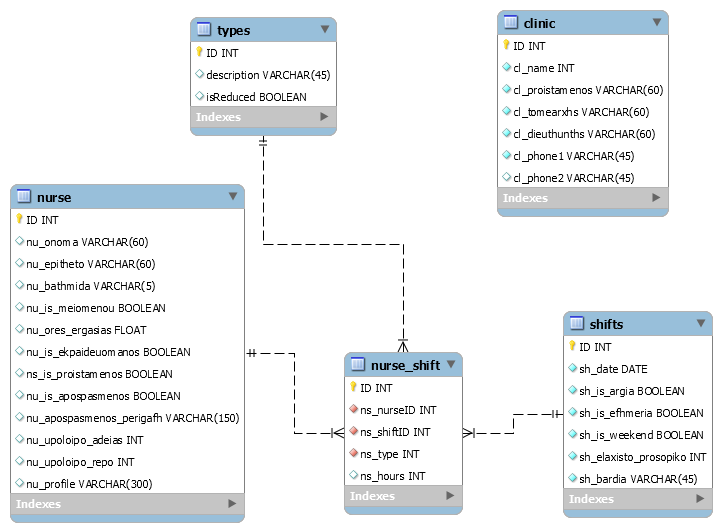 types
ID INT
description VARCHAR(45)
isReduced BOOLEAN
Indexes
clinic
ID INT
cl_name INT
cl_proistamenos VARCHAR(60)
cl_tomearxhs VARCHAR(60)
cl_dieuthunths VARCHAR(60)
cl_phone1 VARCHAR(45)
cl_phone2 VARCHAR(45)
Indexes
nurse
ID INT
nu_onoma VARCHAR(60)
nu_epitheto VARCHAR(60)
nu_bathmida VARCHAR(5)
nu_is_meiomenou BOOLEAN
nu_ores_ergasias FLOAT
nu_is_ekpaideuomanos BOOLEAN
ns_is_proistamenos BOOLEAN
nu_is_apospasmenos BOOLEAN
nu_apospasmenos_perigafh VARCHAR(150)
nu_upoloipo_adeias INT
nu_upoloipo_repo INT
nu_profile VARCHAR(300)
Indexes
nurse_shift
ID INT
ns_nurseID INT
ns_shiftID INT
ns_type INT
ns_hours INT
Indexes
shifts
ID INT
sh_date DATE
sh_is_argia BOOLEAN
sh_is_efhmeria BOOLEAN
sh_is_weekend BOOLEAN
sh_elaxisto_prosopiko INT
sh_bardia VARCHAR(45)
Indexes